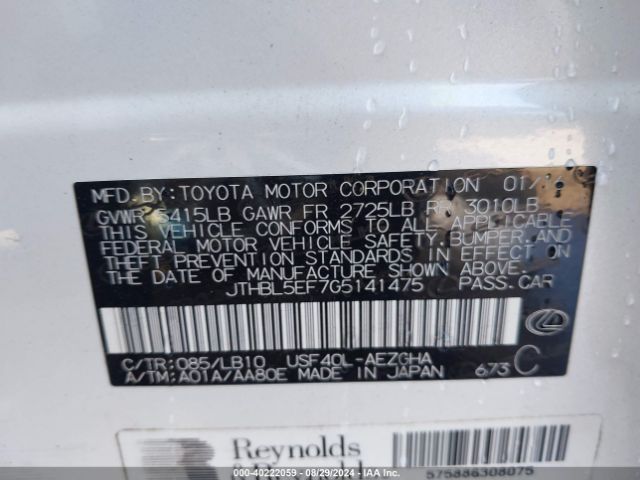 MFD.BY:TOYOTA MOTOR CORPORATION 01/
GVWR 5415LB GAWR FR 2725LB RR 3010LB
THIS VEHICLE CONFORMS TO ALL APPLICABLE
FEDERAL MOTOR VEHICLE SAFETY,BUMPER,AND
THEFT PREVENTION STANDARDS IN EFFECT ON
THE DATE OF MANUFACTURE SHOWN ABOVE.
JTHBL5EF7G5141475 PASS.CAR
C/TR:085/LB10 USF40L-AEZGHA C
A/TM:A01A/AA80E MADE IN JAPAN 673
Reynolds
575886308075
© - 40222059 - 08/29/2024 - IAA Inc.